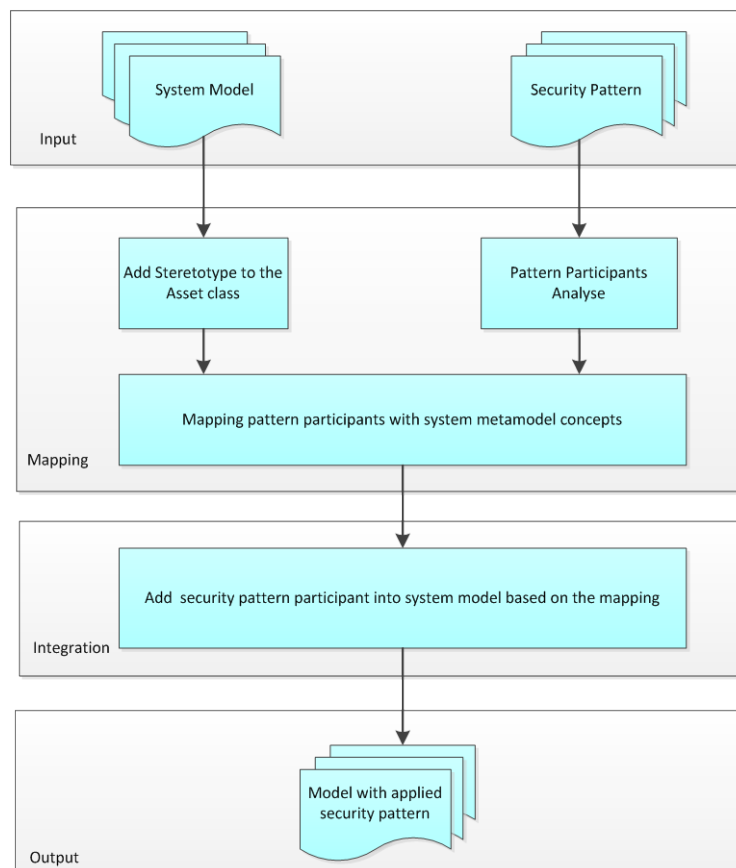 System Model
Security Pattern
Input
Add Steretotype to the
Asset class
Pattern Participants
Analyse
Mapping pattern participants with system metamodel concepts
Mapping
Add security pattern participant into system model based on the mapping
Integration
Model with applied
security pattern
Output